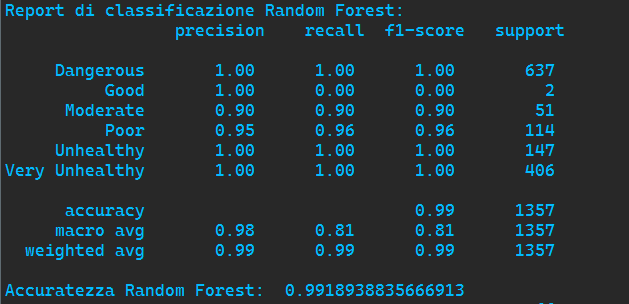 Report di classificazione Random Forest:
precision recall f1-score support
Dangerous 1.00 1.00 1.00 637
Good 1.00 0.00 0.00 2
Moderate 0.90 0.90 0.90 51
Poor 0.95 0.96 0.96 114
Unhealthy 1.00 1.00 1.00 147
Very Unhealthy 1.00 1.00 1.00 406
accuracy 0.99 1357
macro avg 0.98 0.81 0.81 1357
weighted avg 0.99 0.99 0.99 1357
Accuratezza Random Forest: 0.9918938835666913